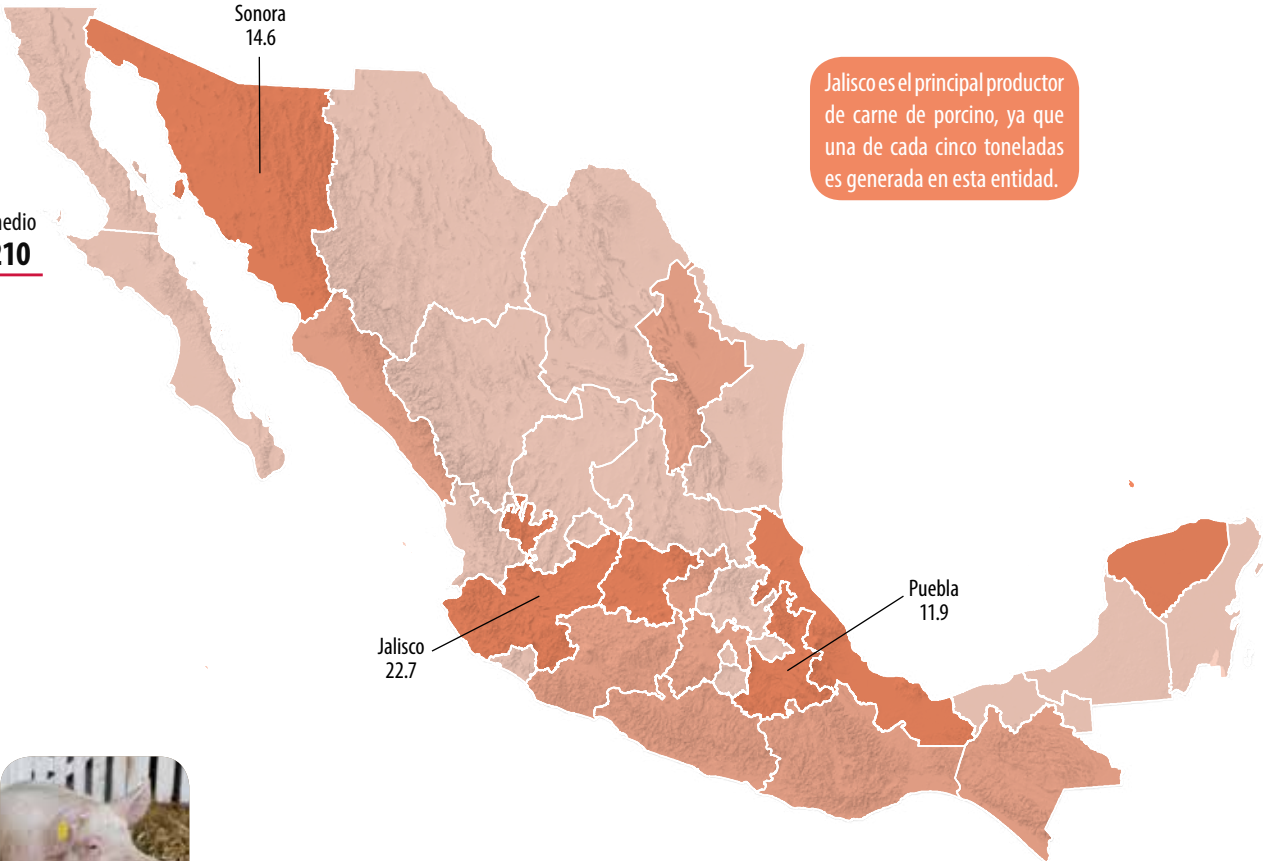 Sonora
14.6
Jalisco es el principal productor
de carne de porcino, ya que
una de cada cinco toneladas
es generada en esta entidad.
Puebla
11.9
Jalisco
22.7